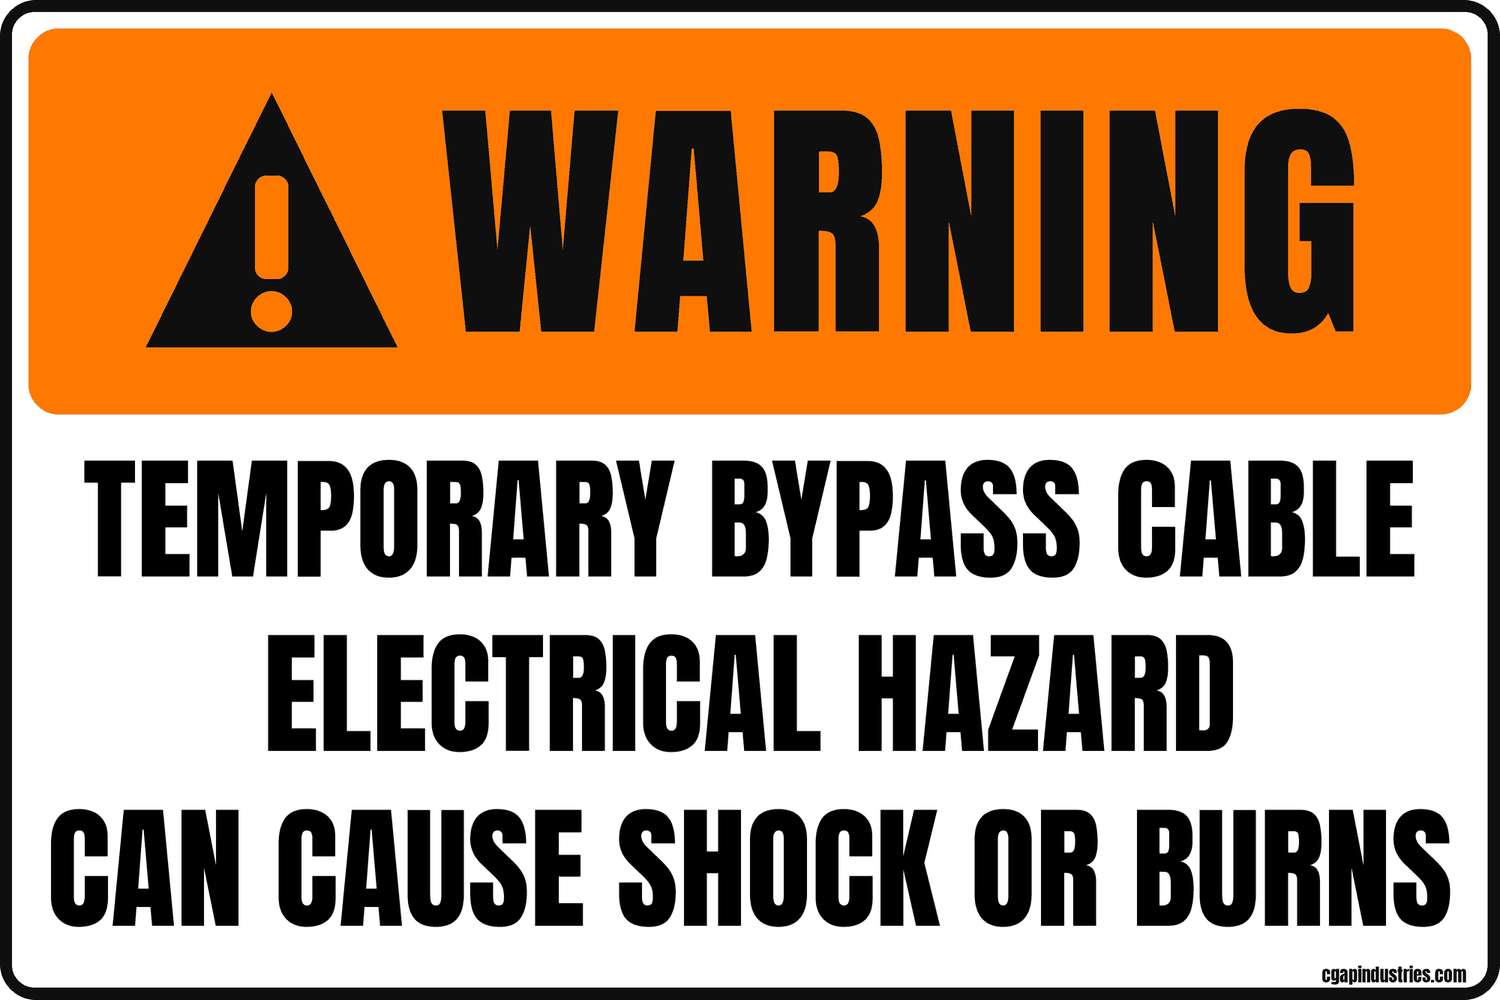 WARNING
TEMPORARY BYPASS CABLE
ELECTRICAL HAZARD
CAN CAUSE SHOCK OR BURNS
cgapindustries.com